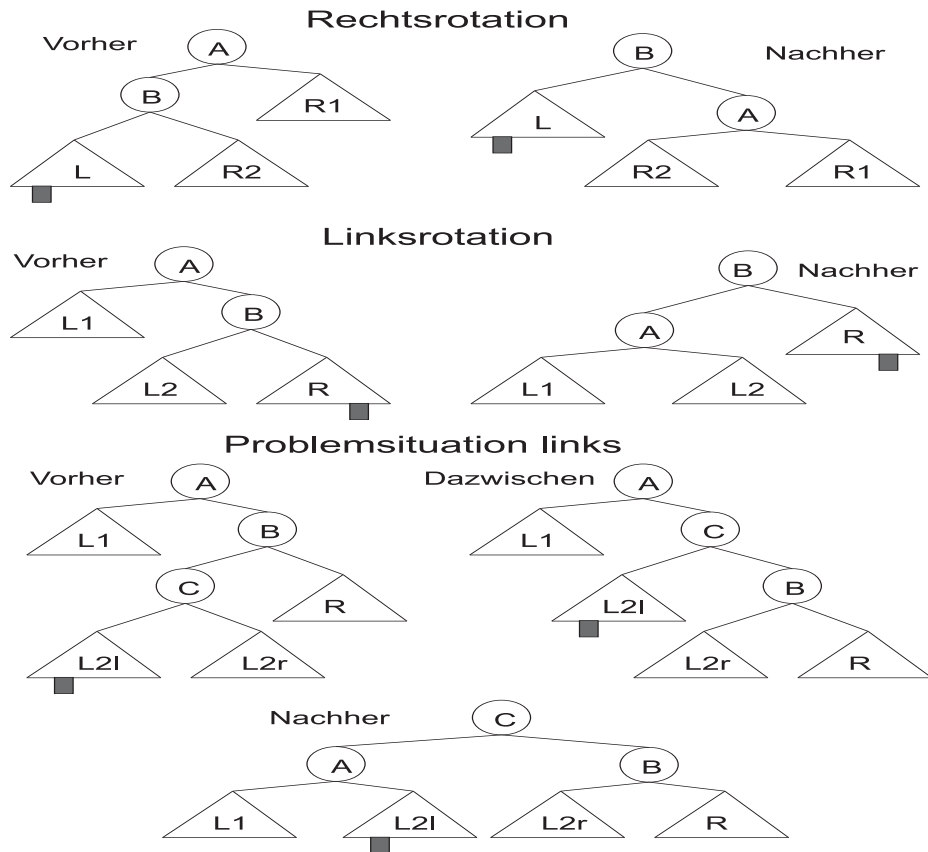 Rechtsrotation
Vorher A B Nachher
B R1 L A
L R2 R2 R1
Linksrotation
Vorher A B Nachher
L1 B A R
L2 R L1 L2
Problemsituation links
Vorher A Dazwischen A
L1 B L1 C
C R L2l B
L2l L2r L2r R
Nachher C
A B
L1 L2l L2r R